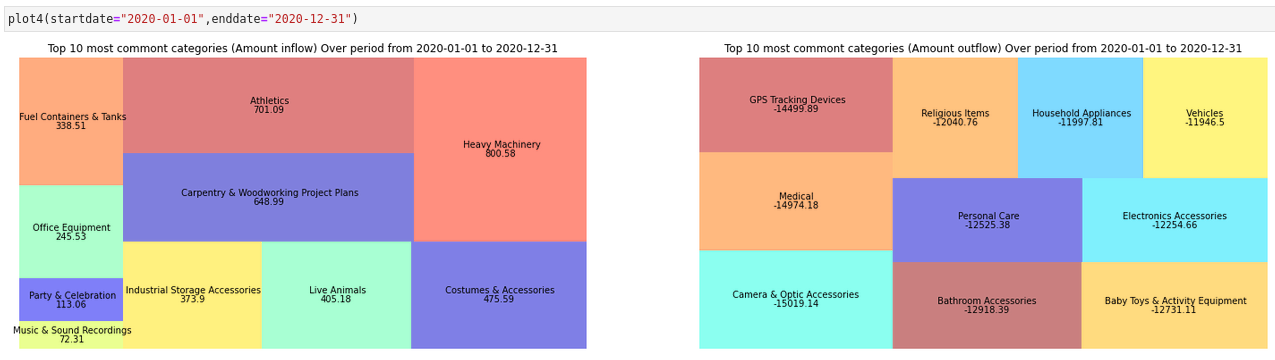 plot4(startdate="2020-01-01",enddate="2020-12-31")
Top 10 most commont categories (Amount inflow) Over period from 2020-01-01 to 2020-12-31
Fuel Containers & Tanks
338.51
Athletics
701.09
Heavy Machinery
800.58
Carpentry & Woodworking Project Plans
648.99
Office Equipment
245.53
Party & Celebration
113.06
Music & Sound Recordings
72.31
Industrial Storage Accessories
373.9
Live Animals
405.18
Costumes & Accessories
475.59
Top 10 most commont categories (Amount outflow) Over period from 2020-01-01 to 2020-12-31
GPS Tracking Devices
-14499.89
Religious Items
-12040.76
Household Appliances
-11997.81
Vehicles
-11946.5
Medical
-14974.18
Personal Care
-12525.38
Electronics Accessories
-12254.66
Camera & Optic Accessories
-15019.14
Bathroom Accessories
-12918.39
Baby Toys & Activity Equipment
-12731.11